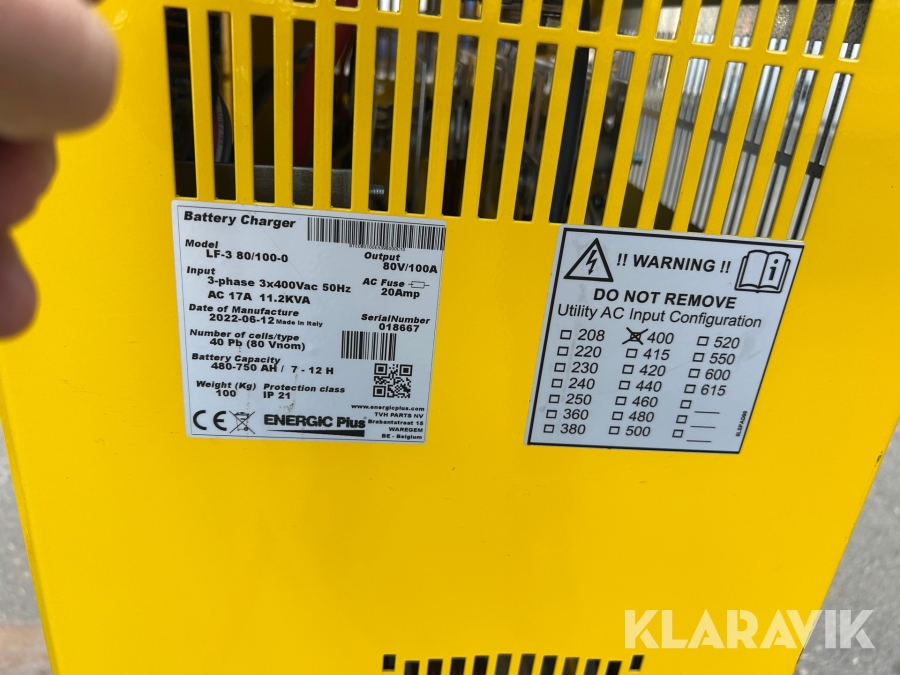 Battery Charger
Model
LF-3 80/100-0
Output
80V/100A
Input
3-phase 3x400Vac 50Hz
AC 17A 11.2KVA
AC Fuse
20Amp
Date of Manufacture
2022-06-12 Made in Italy
SerialNumber
018667
Number of cells/type
40 Pb (80 Vnom)
Battery Capacity
480-750 AH / 7 - 12 H
Weight (Kg)
100
Protection class
IP 21
CE
ENERGIC Plus
www.energicplus.com
TVH PARTS NV
Brabantstraat 15
WAREGEM
BE - Belgium
!! WARNING !!
DO NOT REMOVE
Utility AC Input Configuration
208
220
230
240
250
360
380
400
415
420
440
460
480
500
520
550
600
615
KLARAVIK